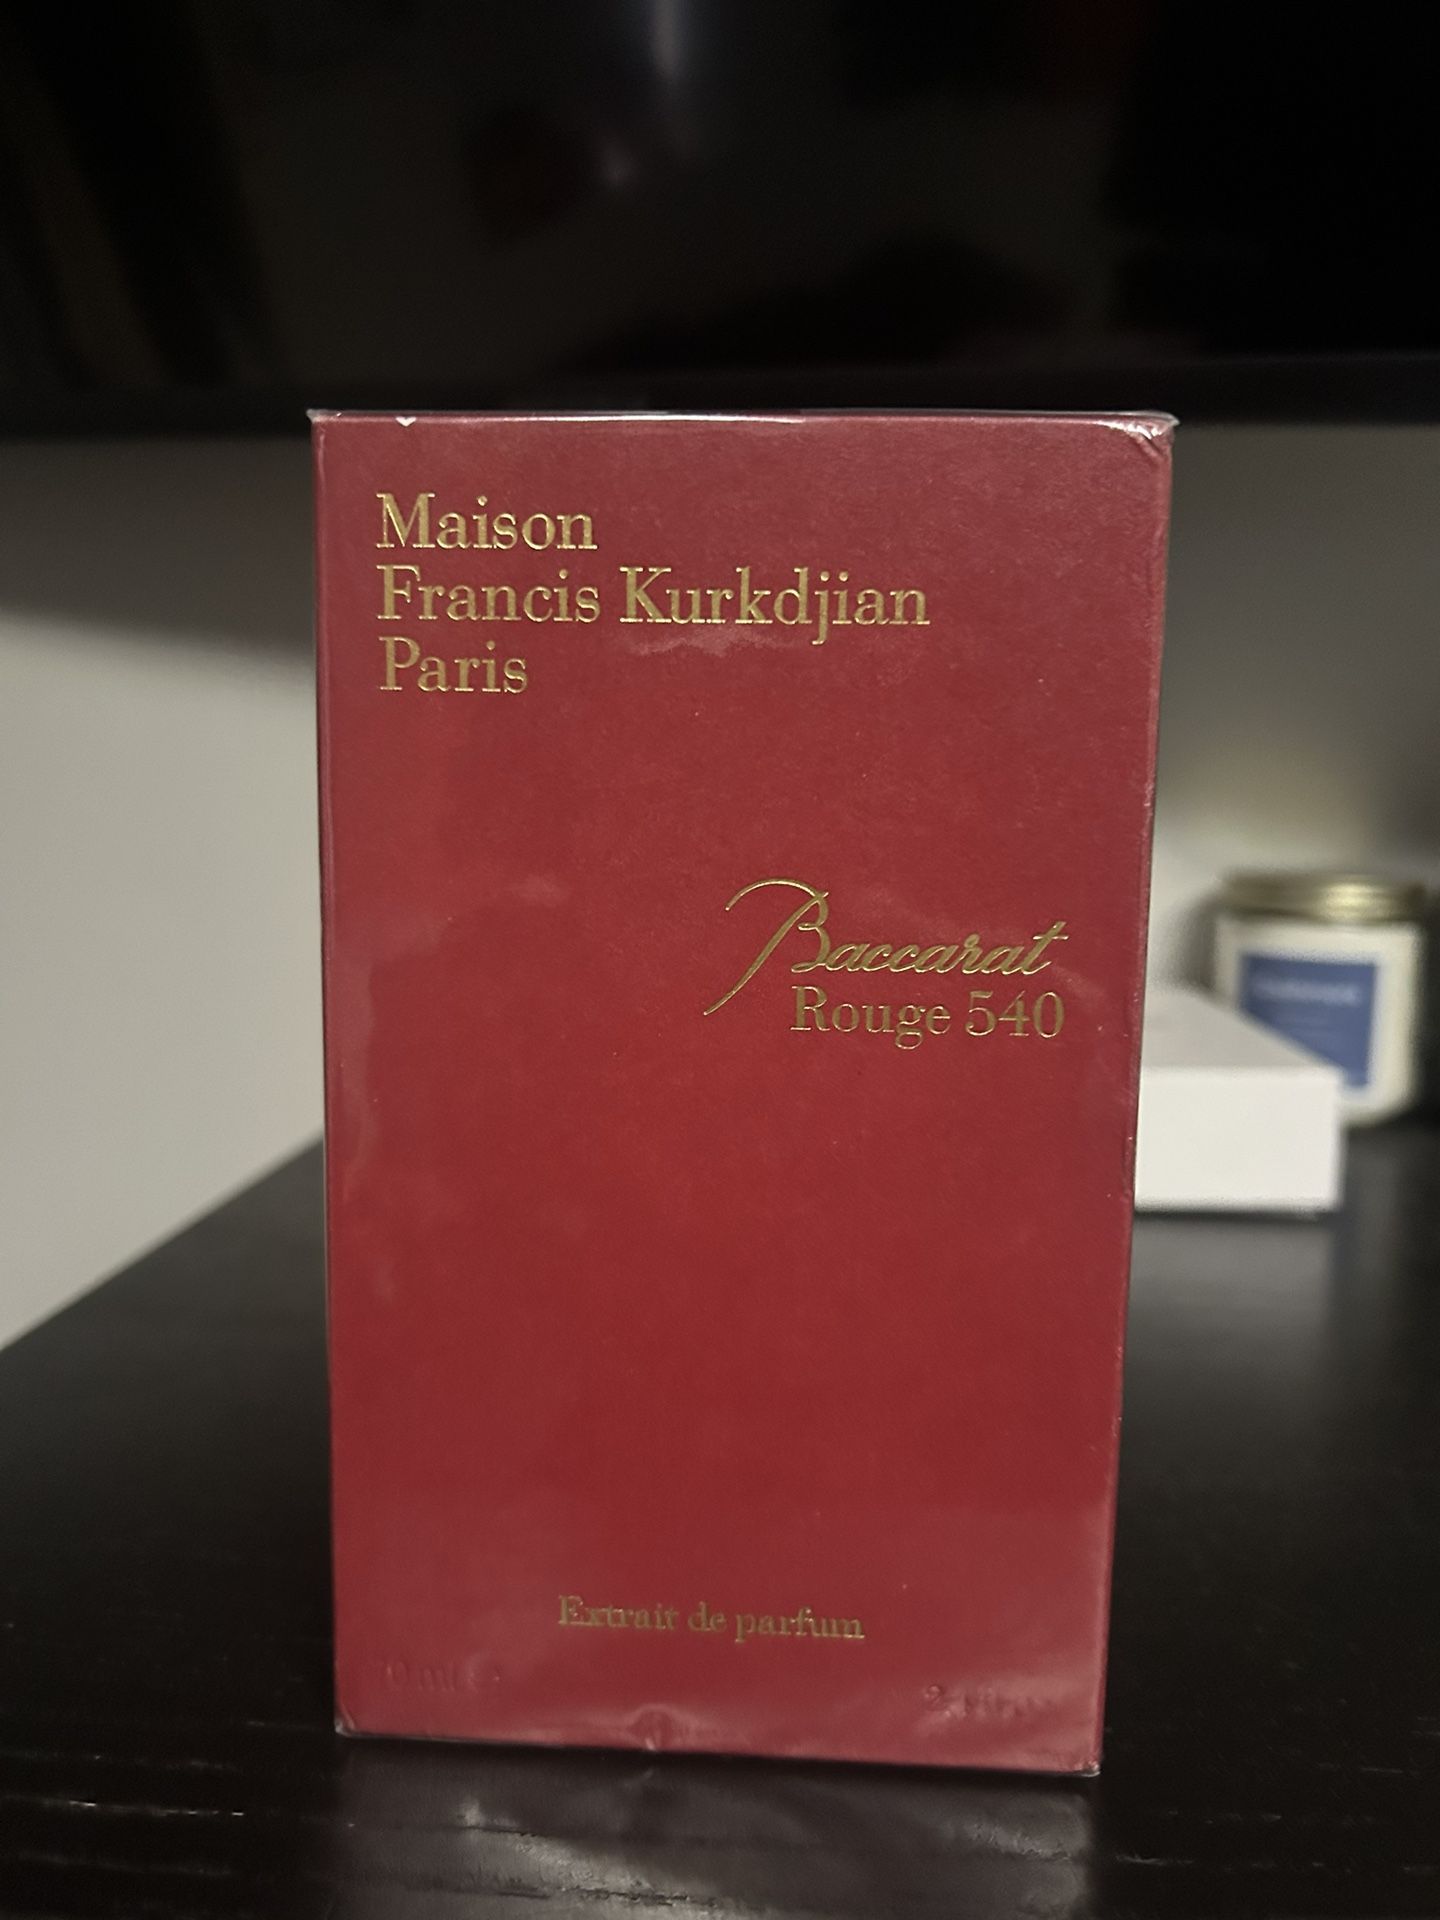 Maison
Francis Kurkdjian
Paris
Baccarat
Rouge 540
Extrait de parfum